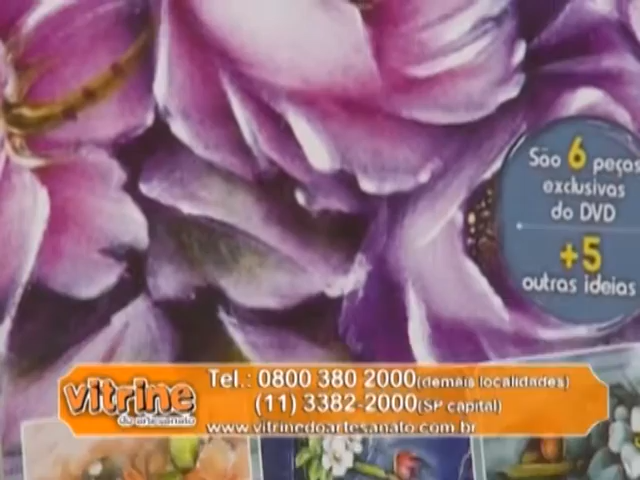 São 6 peças
exclusivas
do DVD
+5
outras ideias
vitrine
do artesanato
Tel.: 0800 380 2000(demais localidades)
(11) 3382-2000(SP capital)
www.vitrinedoartesanato.com.br